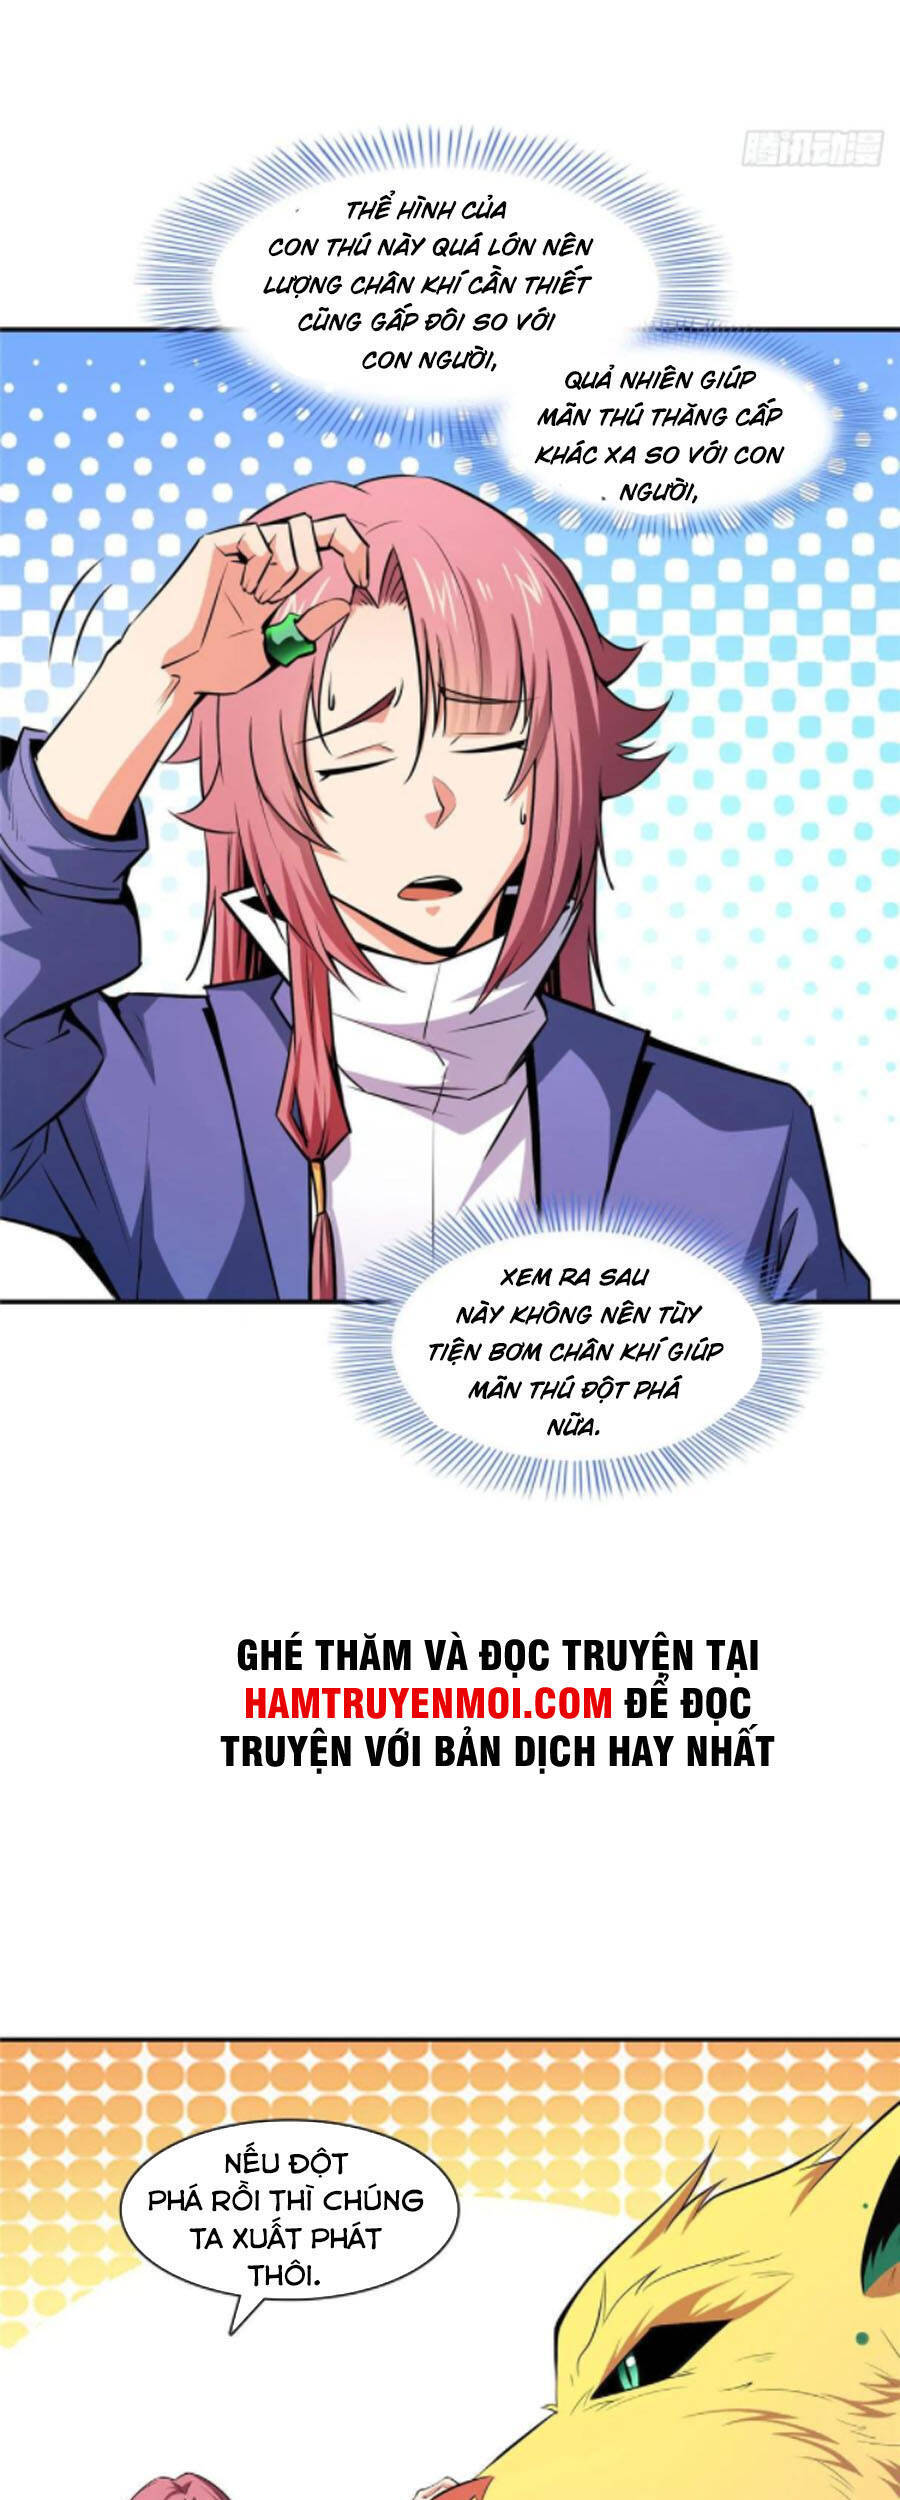 腾讯动漫
THỂ HÌNH CỦA
CON THÚ NÀY QUÁ LỚN NÊN
LƯỢNG CHÂN KHÍ CẦN THIẾT
CŨNG GẤP ĐÔI SO VỚI
CON NGƯỜI,
QUẢ NHIÊN GIÚP
MÃN THÚ THĂNG CẤP
KHÁC XA SO VỚI CON
NGƯỜI,
XEM RA SAU
NÀY KHÔNG NÊN TÙY
TIỆN BƠM CHÂN KHÍ GIÚP
MÃN THÚ ĐỘT PHÁ
NỮA.
GHÉ THĂM VÀ ĐỌC TRUYỆN TẠI
HAMTRUYENMOI.COM ĐỂ ĐỌC
TRUYỆN VỚI BẢN DỊCH HAY NHẤT
NẾU ĐỘT
PHÁ RỒI THÌ CHÚNG
TA XUẤT PHÁT
THÔI.